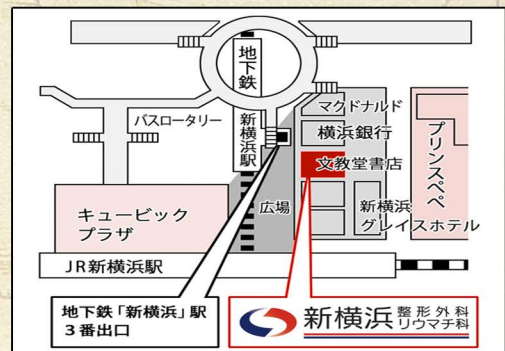 地下鉄
新横浜駅
バスロータリー
マクドナルド
横浜銀行
文教堂書店
プリンスペペ
キュービック
プラザ
広場
新横浜
グレイスホテル
JR新横浜駅
地下鉄「新横浜」駅
3番出口
新横浜 整形外科
リウマチ科